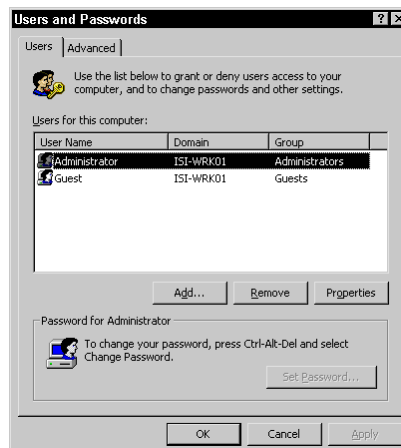 Users and Passwords
Users Advanced
Use the list below to grant or deny users access to your
computer, and to change passwords and other settings.
Users for this computer:
User Name Domain Group
Administrator ISI-WRK01 Administrators
Guest ISI-WRK01 Guests
Add... Remove Properties
Password for Administrator
To change your password, press Ctrl-Alt-Del and select
Change Password.
Set Password...
OK Cancel Apply